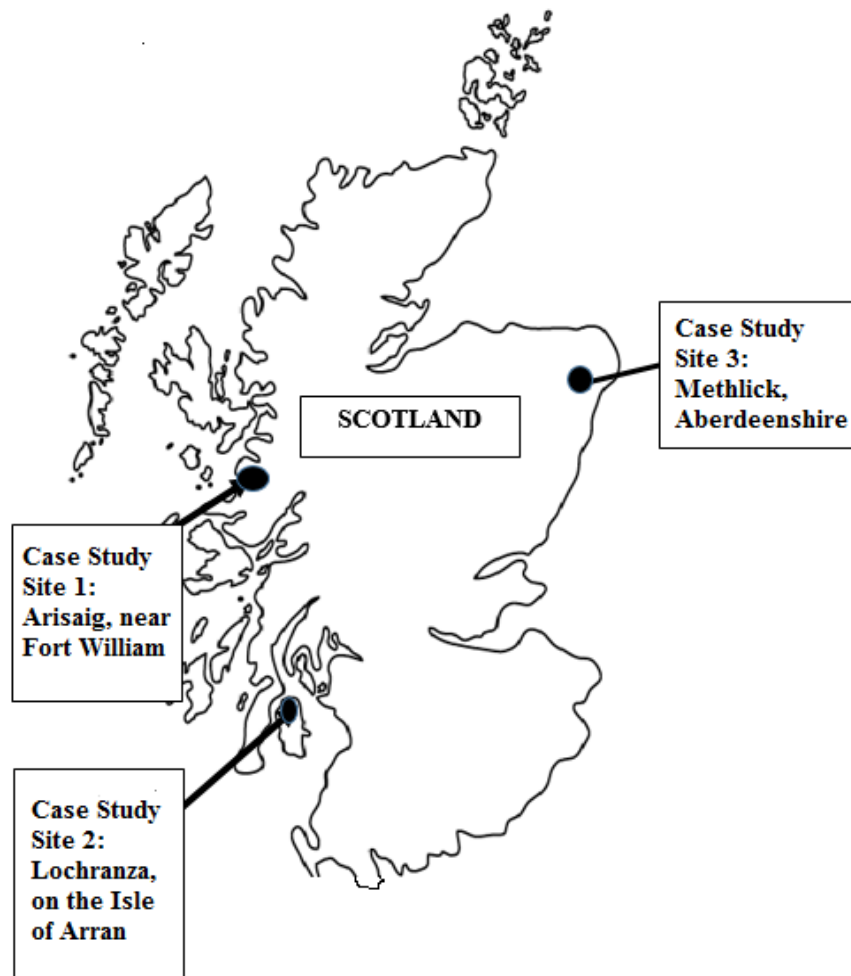 Case Study
Site 3:
Methlick,
Aberdeenshire
SCOTLAND
Case Study
Site 1:
Arisaig, near
Fort William
Case Study
Site 2:
Lochranza,
on the Isle
of Arran